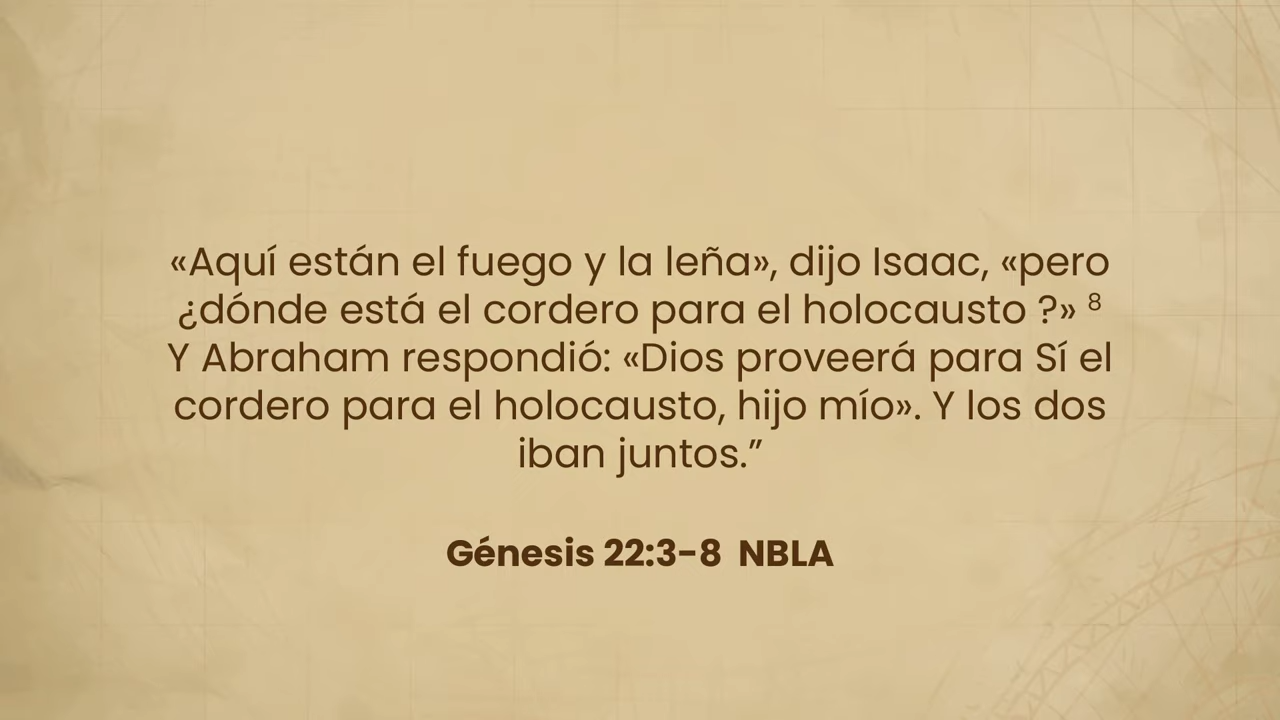 «Aquí están el fuego y la leña», dijo Isaac, «pero
¿dónde está el cordero para el holocausto ?» ⁸
Y Abraham respondió: «Dios proveerá para Sí el
cordero para el holocausto, hijo mío». Y los dos
iban juntos.”
Génesis 22:3-8 NBLA